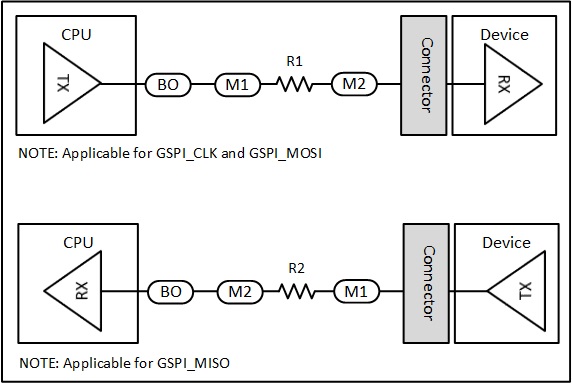 CPU
Device
TX
BO
M1
R1
M2
Connector
RX
NOTE: Applicable for GSPI_CLK and GSPI_MOSI
CPU
Device
RX
BO
M2
R2
M1
Connector
TX
NOTE: Applicable for GSPI_MISO